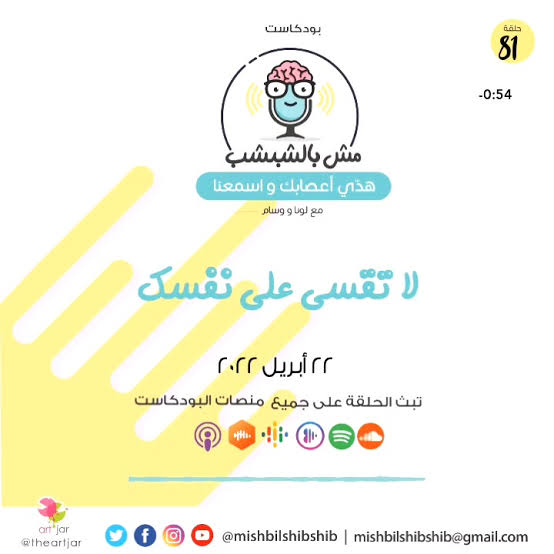 بودكاست
حلقة
81
-0:54
مش بالشبشب
هدّي أعصابك و اسمعنا
مع لونا و وسام
لا تقسى على نفسك
٢٢ أبريل ٢٠٢٢
تبث الحلقة على جميع منصات البودكاست
art*jar
@theartjar
@mishbilshibshib | mishbilshibshib@gmail.com